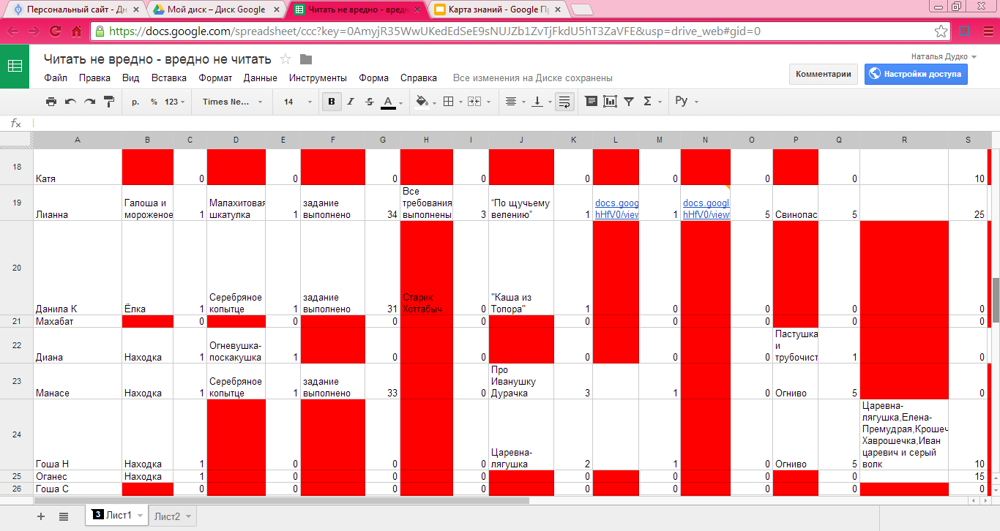 Персональный сайт - Дн
Мой диск – Диск Google
Читать не вредно - вредн
Карта знаний - Google Пр
https://docs.google.com/spreadsheet/ccc?key=0AmyjR35WwUKedEdSeE9sNUJZb1ZvTjFkdU5hT3ZaVFE&usp=drive_web#gid=0
Читать не вредно - вредно не читать
Наталья Дудко
Файл Правка Вид Вставка Формат Данные Инструменты Форма Справка Все изменения на Диске сохранены
Комментарии
Настройки доступа
р. % 123 Times Ne... 14 B I S A Σ Ру
fx
A B C D E F G H I J K L M N O P Q R S
18 Катя 0 0 0 0 0 0 0 0 10
19 Лианна Галоша и мороженое 1 Малахитовая шкатулка 1 задание выполнено 34 Все требования выполнены 3 "По щучьему велению" 1 docs.goog hHfV0/view 1 docs.googl hHfV0/view 5 Свинопас 5 25
20 Данила К Ёлка 1 Серебряное копытце 1 задание выполнено 31 Старик Хоттабыч 0 "Каша из Топора" 1 0 0 0 0
21 Махабат 0 0 0 0 0 0 0 0 0
22 Диана Находка 1 Огневушка-поскакушка 1 0 0 0 0 0 Пастушка и трубочист 1 0
23 Манасе Находка 1 Серебряное копытце 1 задание выполнено 33 0 Про Иванушку Дурачка 3 1 0 Огниво 5 0
24 Гоша Н Находка 1 0 0 0 Царевна-лягушка 2 1 0 Огниво 5 Царевна-лягушка,Елена-Премудрая,Крошеч Хаврошечка,Иван царевич и серый волк 10
25 Оганес Находка 1 0 0 0 0 0 0 0 15
26 Гоша С 0 0 0 0 0 0 0 0 0
3 Лист1 Лист2